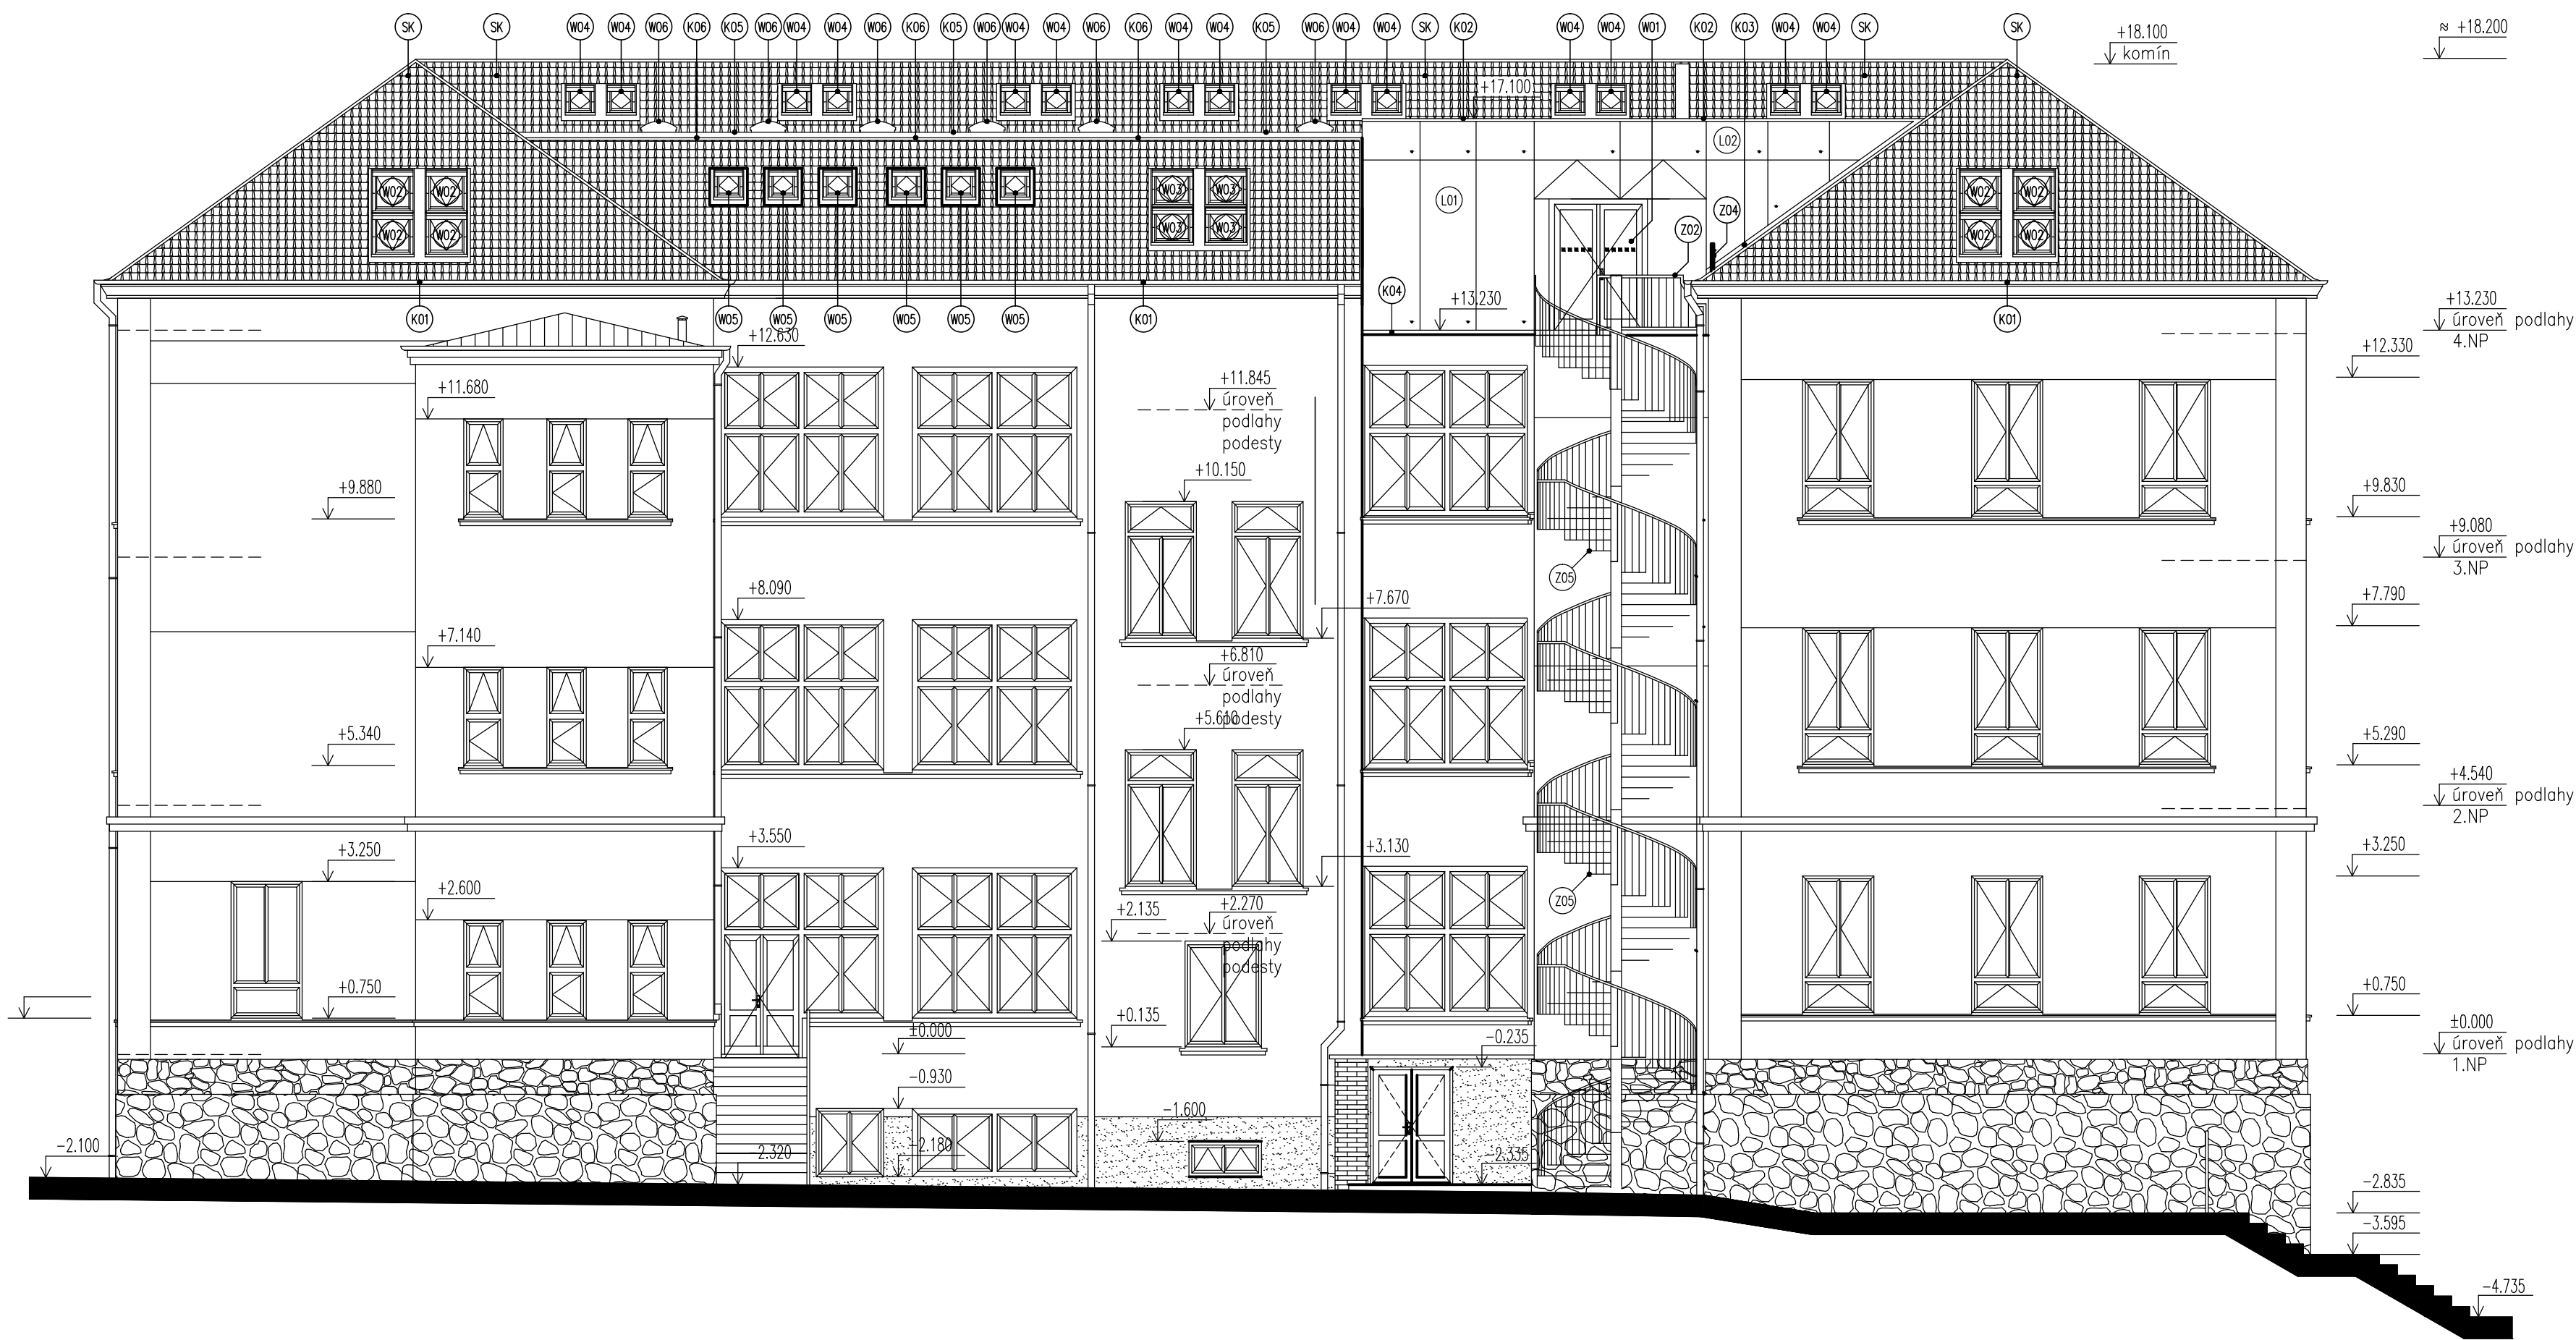 SK
SK
W04
W04
W06
K06
K05
W06
W04
W04
W06
K06
K05
W06
W04
W04
W06
K06
W04
W04
K05
W06
W04
W04
SK
K02
W04
W04
W01
K02
K03
W04
W04
SK
SK
+18.100
komín
≈ +18.200
+17.100
L02
W02
W02
W02
W02
W03
W03
W03
W03
L01
Z02
Z04
W02
W02
W02
W02
K01
W05
W05
W05
W05
W05
W05
K01
K04
+13.230
K01
+13.230
úroveň podlahy
4.NP
+12.630
+12.330
+11.680
+11.845
úroveň
podlahy
podesty
+9.880
+10.150
+9.830
+9.080
úroveň podlahy
3.NP
Z05
+8.090
+7.670
+7.790
+7.140
+6.810
úroveň
podlahy
podesty
+5.610
+5.340
+5.290
+4.540
úroveň podlahy
2.NP
+3.550
+3.250
+3.130
+3.250
+2.600
Z05
+2.135
+2.270
úroveň
podlahy
podesty
+0.750
+0.750
+0.135
±0.000
-0.235
±0.000
úroveň podlahy
1.NP
-0.930
-1.600
-2.100
-2.320
-2.180
-2.335
-2.835
-3.595
-4.735